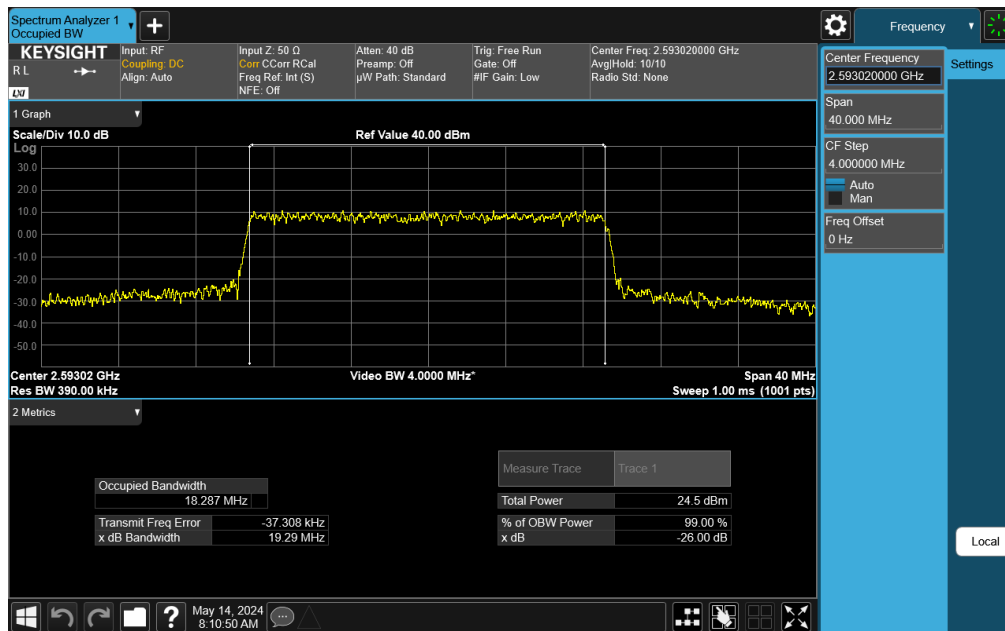 Spectrum Analyzer 1
Occupied BW
Frequency
KEYSIGHT
R L
LXI
Input: RF
Coupling: DC
Align: Auto
Input Z: 50 Ω
Corr CCorr RCal
Freq Ref: Int (S)
NFE: Off
Atten: 40 dB
Preamp: Off
µW Path: Standard
Trig: Free Run
Gate: Off
#IF Gain: Low
Center Freq: 2.593020000 GHz
Avg|Hold: 10/10
Radio Std: None
Center Frequency
2.593020000 GHz
Settings
Span
40.000 MHz
CF Step
4.000000 MHz
Auto
Man
Freq Offset
0 Hz
Local
1 Graph
Scale/Div 10.0 dB
Ref Value 40.00 dBm
Log
30.0
20.0
10.0
0.00
-10.0
-20.0
-30.0
-40.0
-50.0
Center 2.59302 GHz
Video BW 4.0000 MHz*
Span 40 MHz
Res BW 390.00 kHz
Sweep 1.00 ms (1001 pts)
2 Metrics
Measure Trace Trace 1
Occupied Bandwidth
18.287 MHz
Total Power 24.5 dBm
Transmit Freq Error -37.308 kHz
% of OBW Power 99.00 %
x dB Bandwidth 19.29 MHz
x dB -26.00 dB
?
May 14, 2024
8:10:50 AM